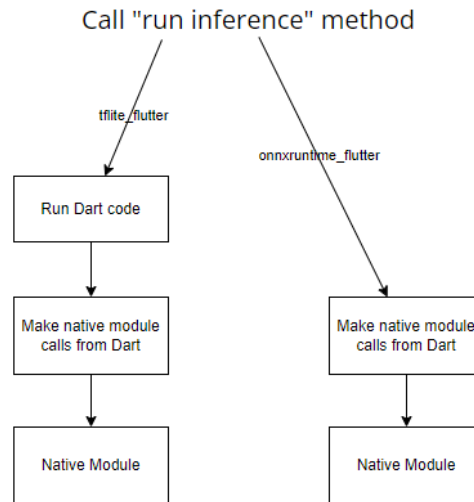 Call "run inference" method
tflite_flutter
onnxruntime_flutter
Run Dart code
Make native module
calls from Dart
Make native module
calls from Dart
Native Module
Native Module